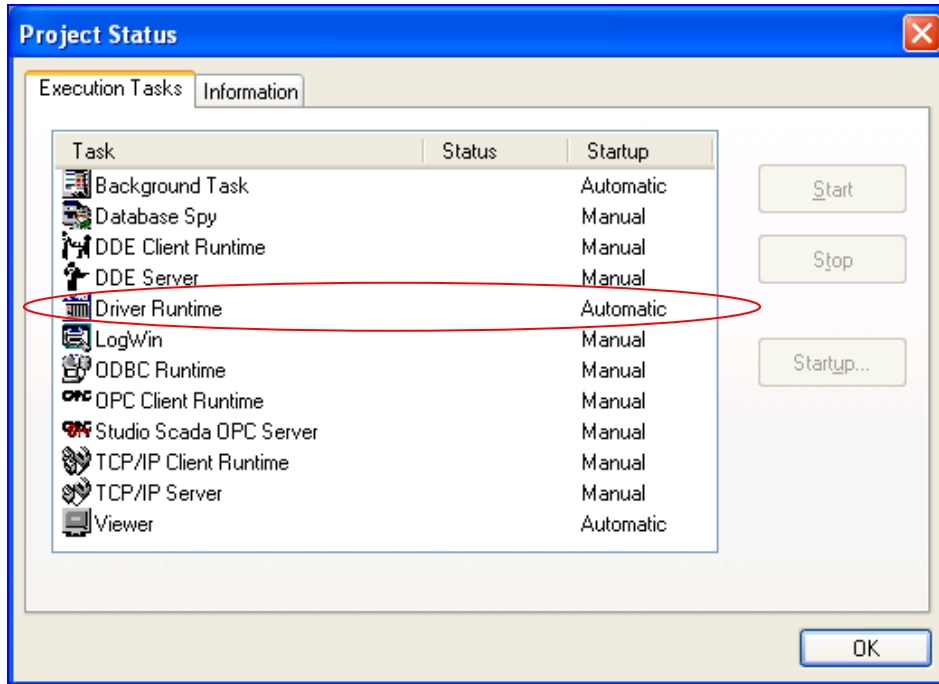 Project Status
Execution Tasks Information
Task Status Startup
Background Task Automatic
Database Spy Manual
DDE Client Runtime Manual
DDE Server Manual
Driver Runtime Automatic
LogWin Manual
ODBC Runtime Manual
OPC Client Runtime Manual
Studio Scada OPC Server Manual
TCP/IP Client Runtime Manual
TCP/IP Server Manual
Viewer Automatic
Start
Stop
Startup...
OK